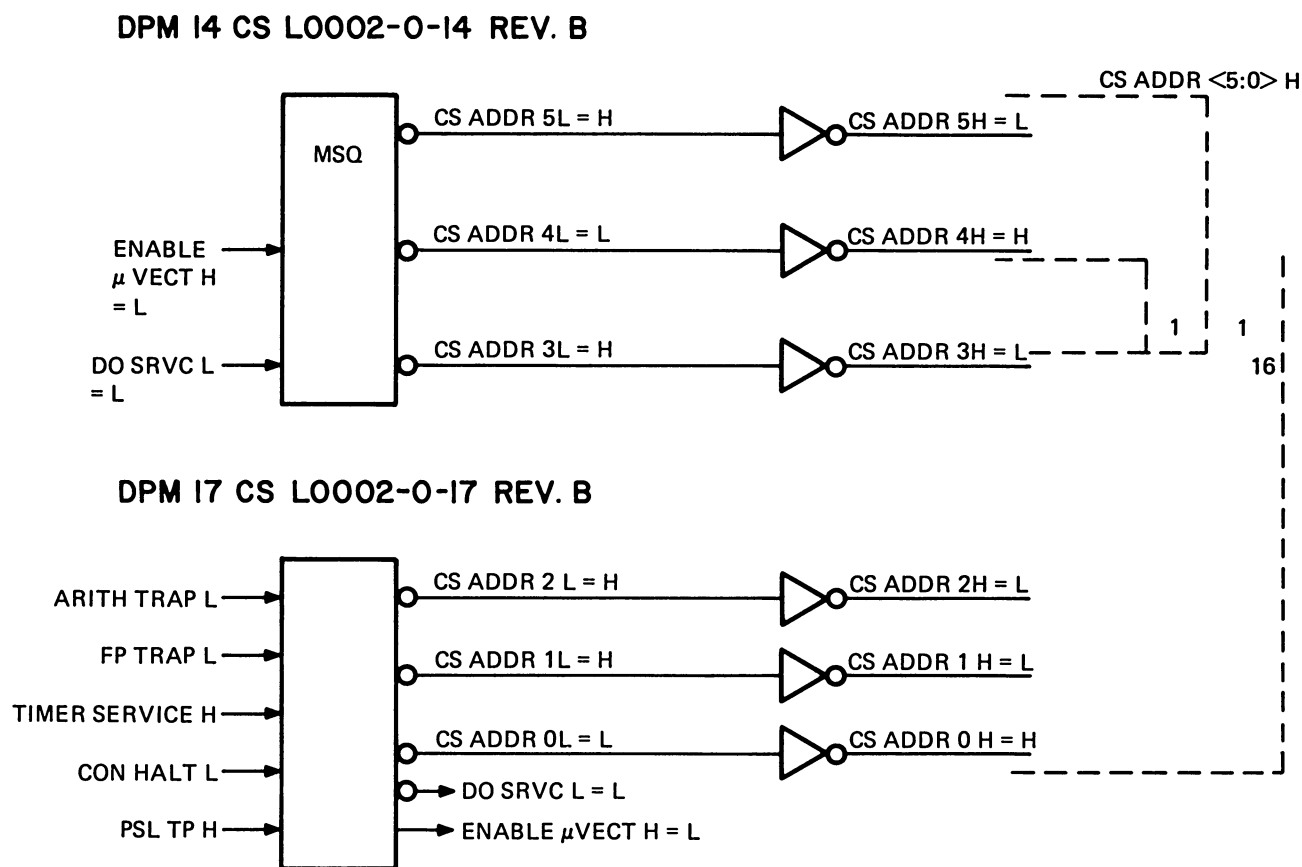 DPM 14 CS L0002-0-14 REV. B
CS ADDR <5:0> H
CS ADDR 5L = H
CS ADDR 5H = L
MSQ
ENABLE
μ VECT H
= L
CS ADDR 4L = L
CS ADDR 4H = H
1
1
16
DO SRVC L
= L
CS ADDR 3L = H
CS ADDR 3H = L
DPM 17 CS L0002-0-17 REV. B
ARITH TRAP L
CS ADDR 2 L = H
CS ADDR 2H = L
FP TRAP L
CS ADDR 1L = H
CS ADDR 1 H = L
TIMER SERVICE H
CS ADDR 0L = L
CS ADDR 0 H = H
CON HALT L
DO SRVC L = L
PSL TP H
ENABLE μVECT H = L